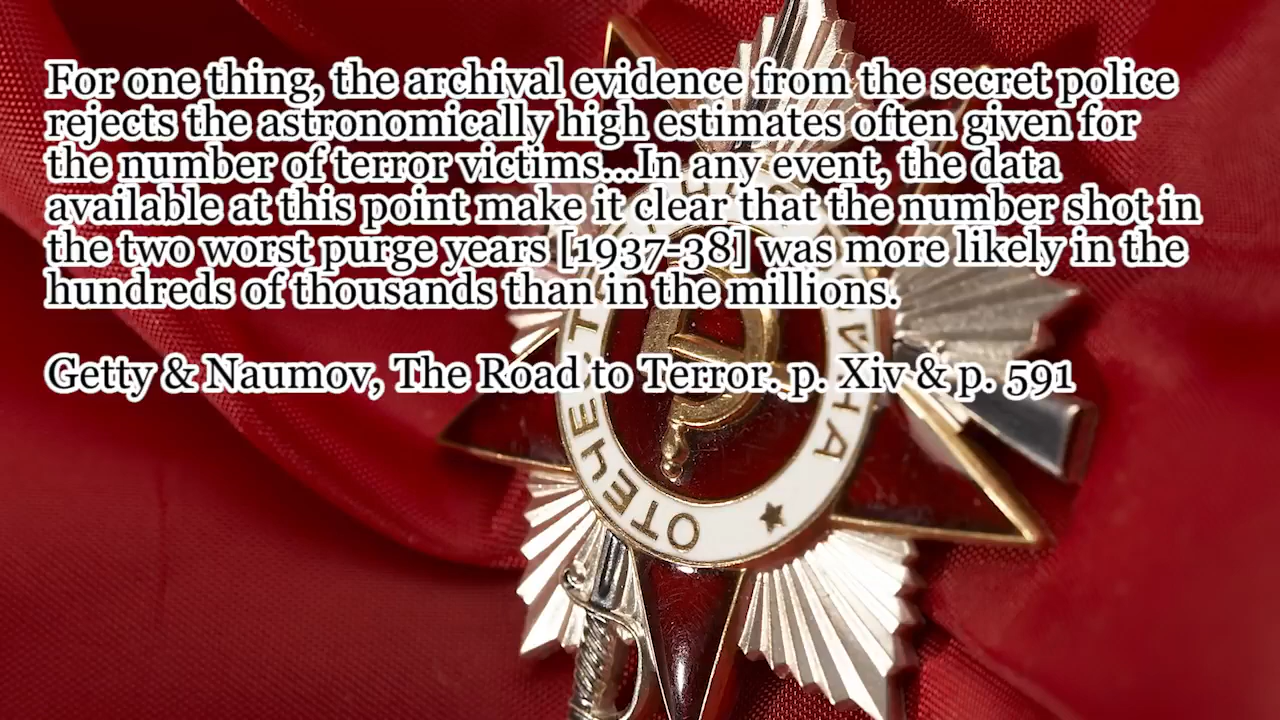 For one thing, the archival evidence from the secret police
rejects the astronomically high estimates often given for
the number of terror victims...In any event, the data
available at this point make it clear that the number shot in
the two worst purge years [1937-38] was more likely in the
hundreds of thousands than in the millions.
Getty & Naumov, The Road to Terror. p. Xiv & p. 591
ОТЕЧЕСТ